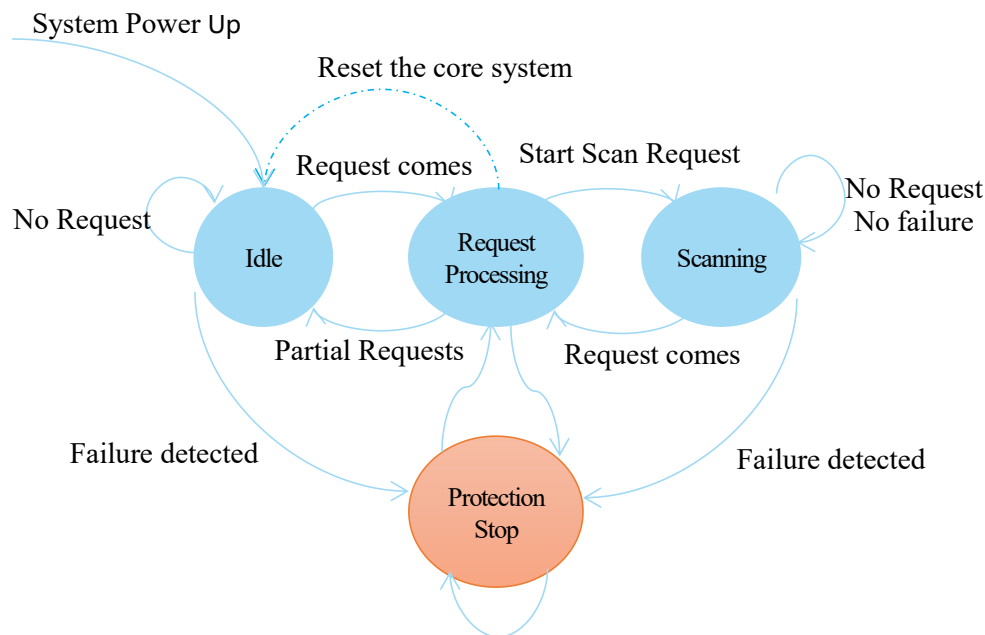 System Power Up
Reset the core system
Request comes
Start Scan Request
No Request
No failure
No Request
Idle
Request
Processing
Scanning
Partial Requests
Request comes
Failure detected
Failure detected
Protection
Stop